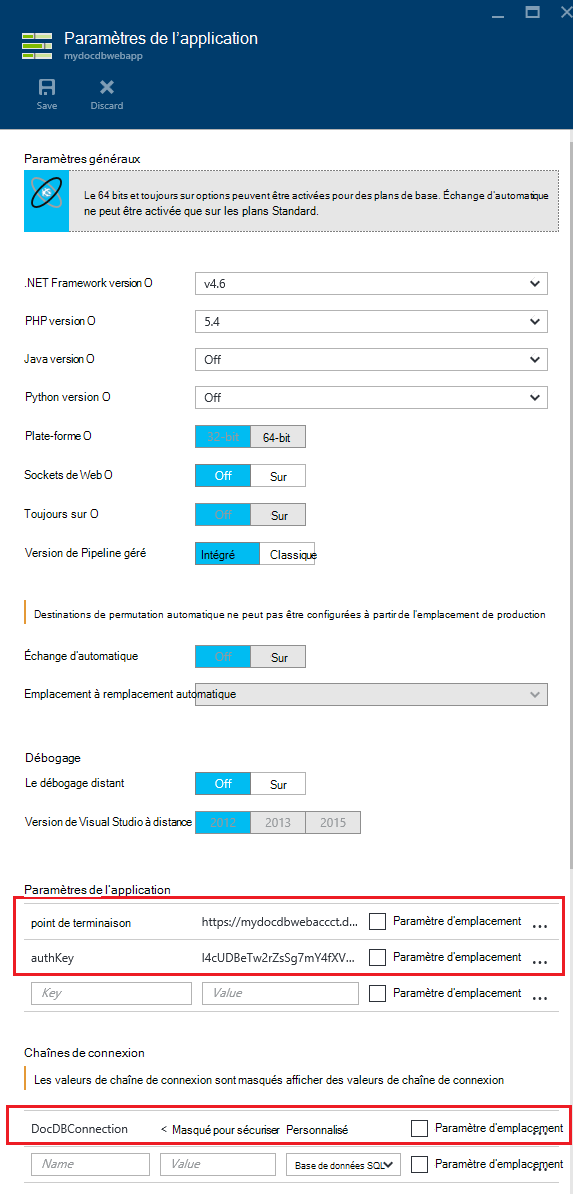 Paramètres de l'application
mydocdbwebapp
Save Discard
Paramètres généraux
Le 64 bits et toujours sur options peuvent être activées pour des plans de base. Échange d'automatique
ne peut être activée que sur les plans Standard.
.NET Framework version O v4.6
PHP version O 5.4
Java version O Off
Python version O Off
Plate-forme O 32-bit 64-bit
Sockets de Web O Off Sur
Toujours sur O Off Sur
Version de Pipeline géré Intégré Classique
Destinations de permutation automatique ne peut pas être configurées à partir de l'emplacement de production
Échange d'automatique Off Sur
Emplacement à remplacement automatique
Débogage
Le débogage distant Off Sur
Version de Visual Studio à distance 2012 2013 2015
Paramètres de l'application
point de terminaison https://mydocdbwebaccct.d... Paramètre d'emplacement ...
authKey I4cUDBeTw2rZsSg7mY4fXV... Paramètre d'emplacement ...
Key Value Paramètre d'emplacement ...
Chaînes de connexion
Les valeurs de chaîne de connexion sont masqués afficher des valeurs de chaîne de connexion
DocDBConnection < Masqué pour sécuriser Personnalisé Paramètre d'emplacement ...
Name Value Base de données SQL Paramètre d'emplacement ...